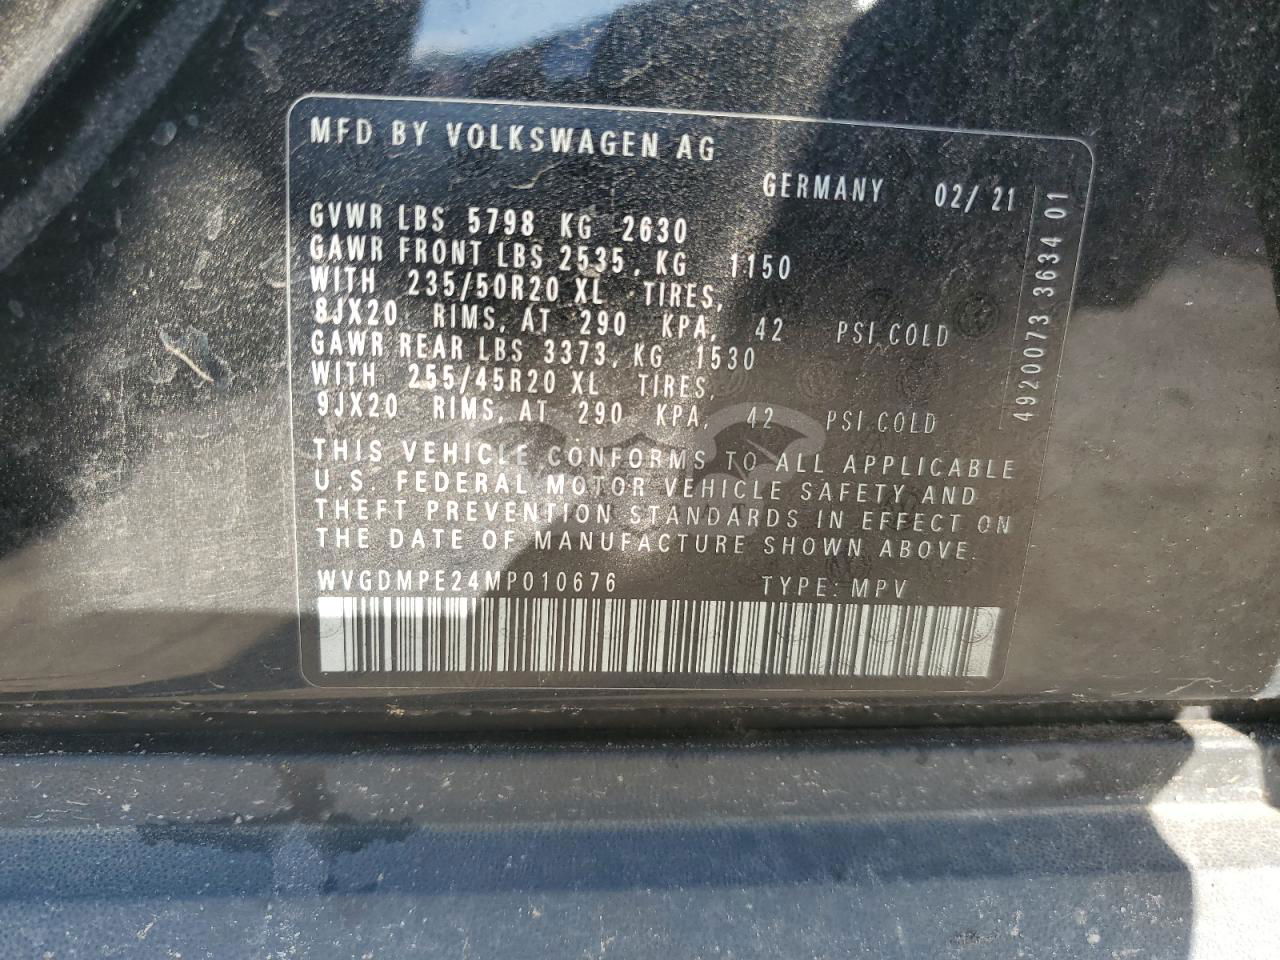 MFD BY VOLKSWAGEN AG
GERMANY 02/ 21
GVWR LBS 5798 KG 2630
GAWR FRONT LBS 2535, KG 1150
WITH 235/50R20 XL TIRES,
8JX20 RIMS, AT 290 KPA, 42 PSI COLD
GAWR REAR LBS 3373, KG 1530
WITH 255/45R20 XL TIRES,
9JX20 RIMS, AT 290 KPA, 42 PSI COLD
THIS VEHICLE CONFORMS TO ALL APPLICABLE
U.S. FEDERAL MOTOR VEHICLE SAFETY AND
THEFT PREVENTION STANDARDS IN EFFECT ON
THE DATE OF MANUFACTURE SHOWN ABOVE.
WVGDMPE24MP010676 TYPE: MPV
4920073 3634 01